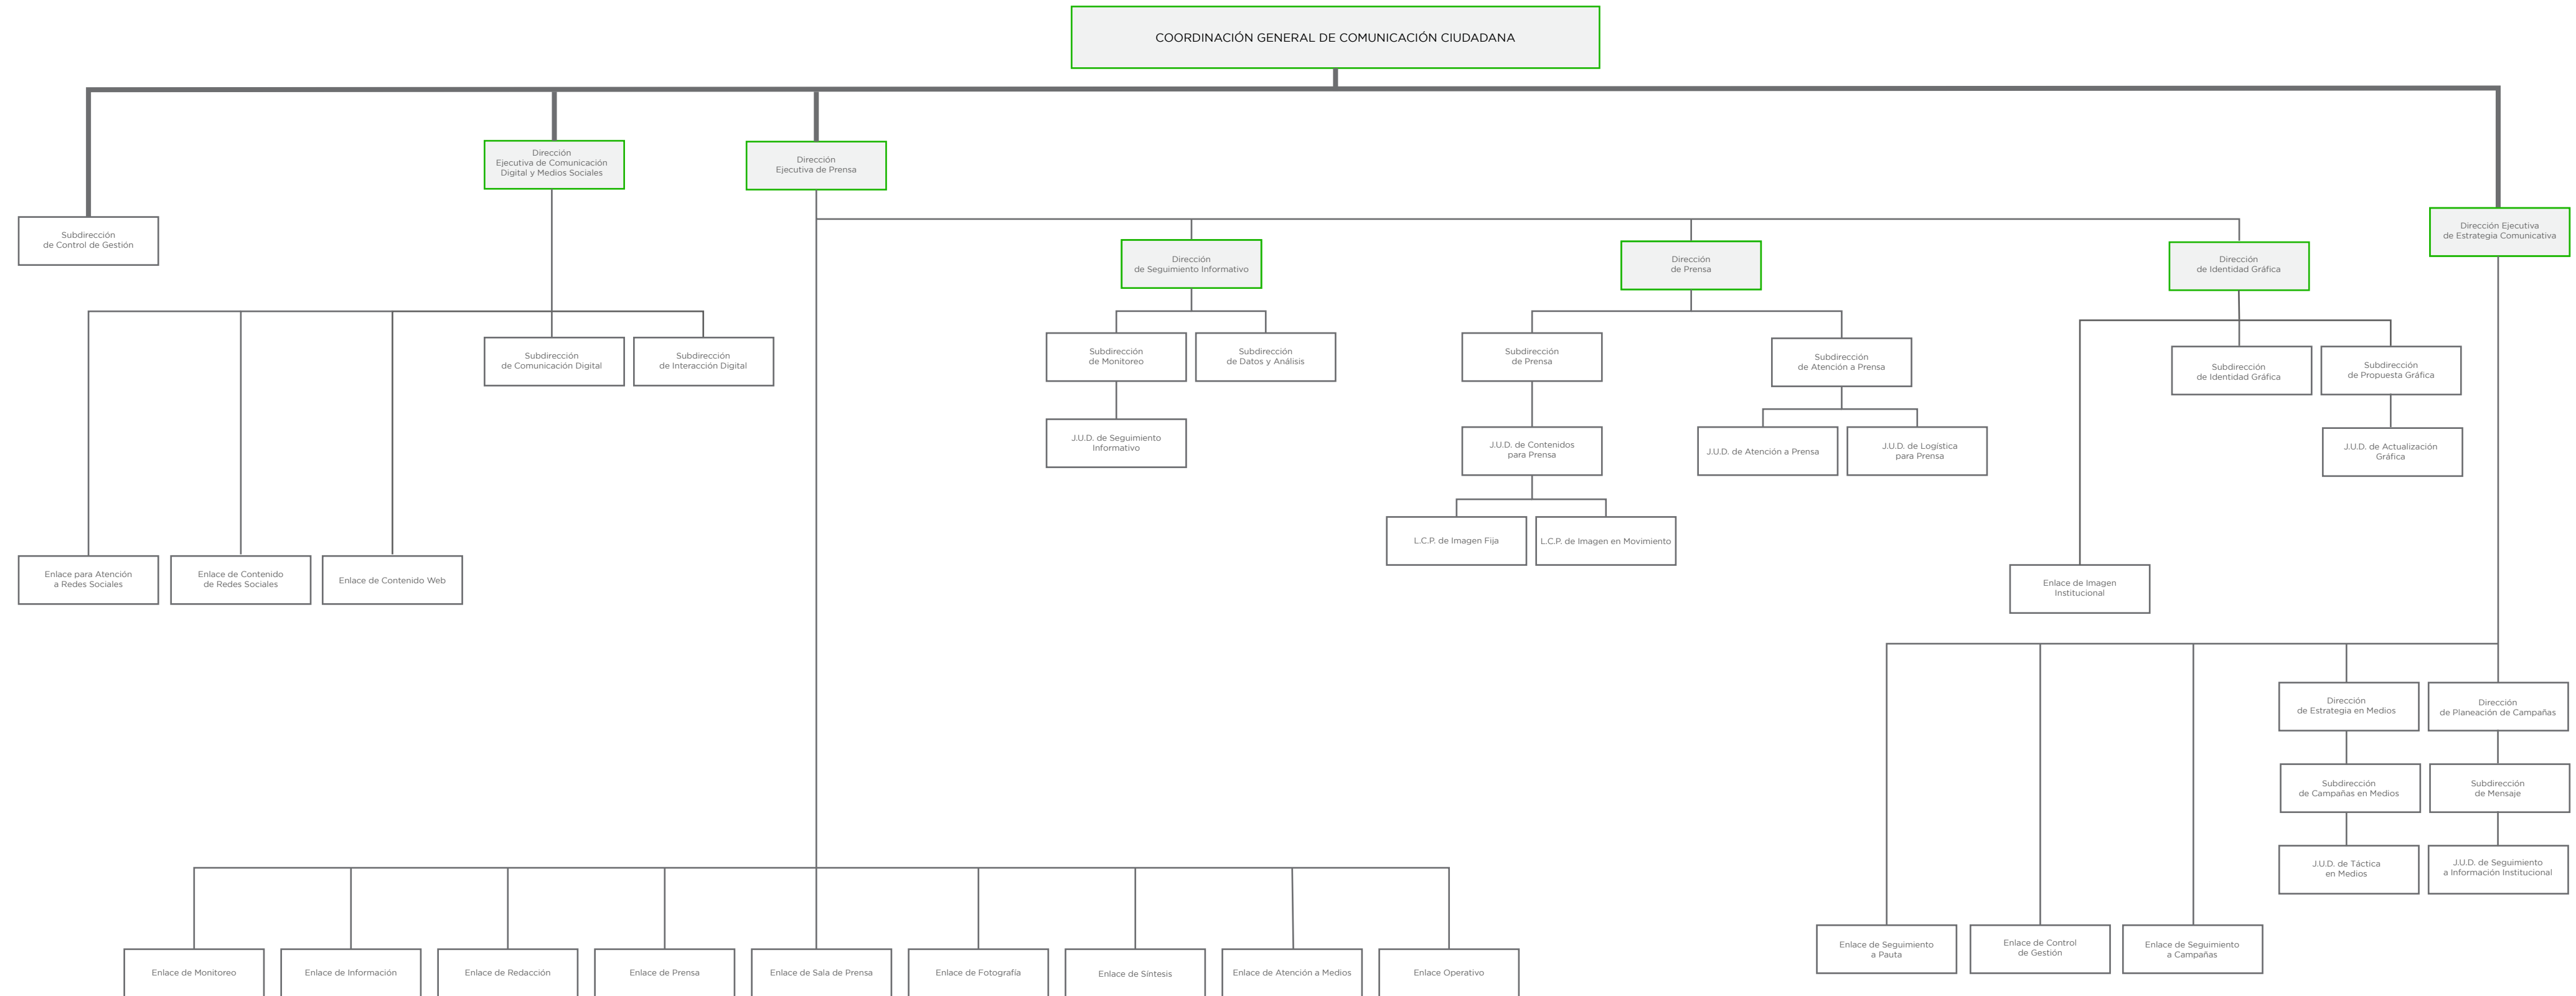 COORDINACIÓN GENERAL DE COMUNICACIÓN CIUDADANA
Dirección
Ejecutiva de Comunicación
Digital y Medios Sociales
Dirección
Ejecutiva de Prensa
Subdirección
de Control de Gestión
Dirección Ejecutiva
de Estrategia Comunicativa
Dirección
de Seguimiento Informativo
Dirección
de Prensa
Dirección
de Identidad Gráfica
Subdirección
de Comunicación Digital
Subdirección
de Interacción Digital
Subdirección
de Monitoreo
Subdirección
de Datos y Análisis
Subdirección
de Prensa
Subdirección
de Atención a Prensa
Subdirección
de Identidad Gráfica
Subdirección
de Propuesta Gráfica
J.U.D. de Seguimiento
Informativo
J.U.D. de Contenidos
para Prensa
J.U.D. de Atención a Prensa
J.U.D. de Logística
para Prensa
J.U.D. de Actualización
Gráfica
L.C.P. de Imagen Fija
L.C.P. de Imagen en Movimiento
Enlace para Atención
a Redes Sociales
Enlace de Contenido
de Redes Sociales
Enlace de Contenido Web
Enlace de Imagen
Institucional
Dirección
de Estrategia en Medios
Dirección
de Planeación de Campañas
Subdirección
de Campañas en Medios
Subdirección
de Mensaje
J.U.D. de Táctica
en Medios
J.U.D. de Seguimiento
a Información Institucional
Enlace de Seguimiento
a Pauta
Enlace de Control
de Gestión
Enlace de Seguimiento
a Campañas
Enlace de Monitoreo
Enlace de Información
Enlace de Redacción
Enlace de Prensa
Enlace de Sala de Prensa
Enlace de Fotografía
Enlace de Síntesis
Enlace de Atención a Medios
Enlace Operativo